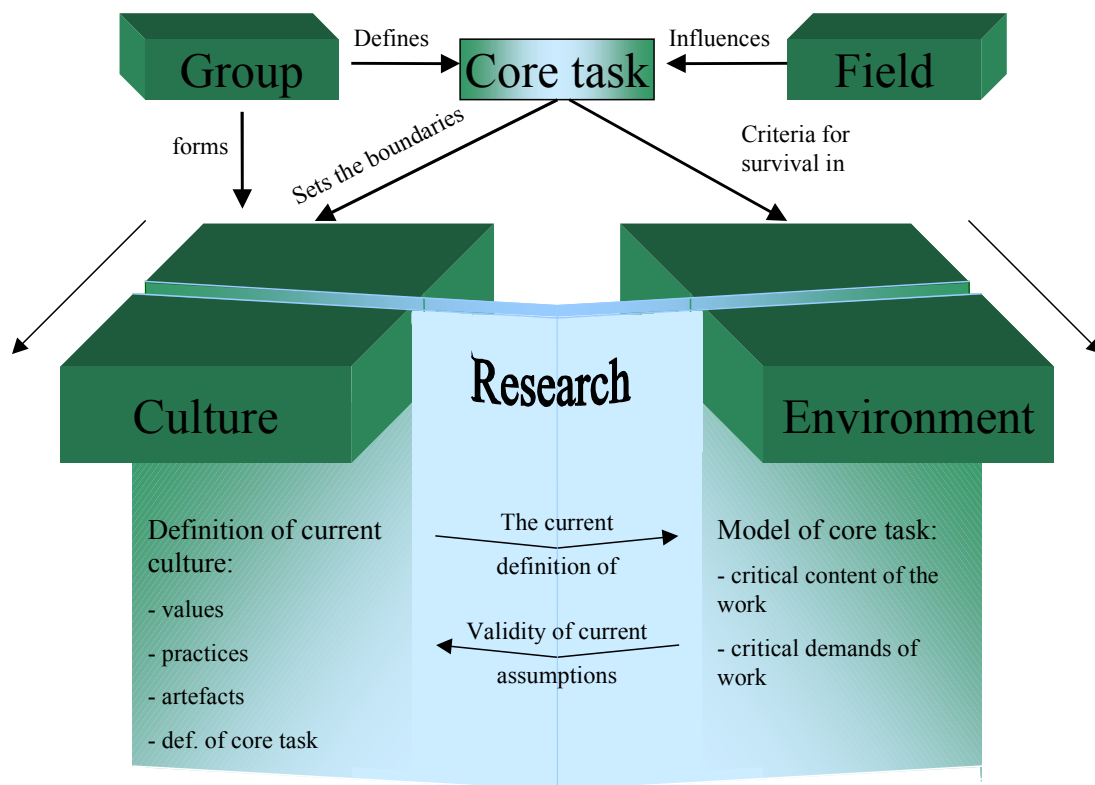 Defines
Influences
Group
Core task
Field
forms
Sets the boundaries
Criteria for
survival in
Research
Culture
Environment
Definition of current
culture:
- values
- practices
- artefacts
- def. of core task
The current
definition of
Validity of current
assumptions
Model of core task:
- critical content of the
work
- critical demands of
work